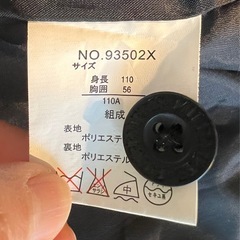 NO.93502X
サイズ
身長 110
胸囲 56
110A
組成
表地
ポリエステル
裏地
ポリエステル
中